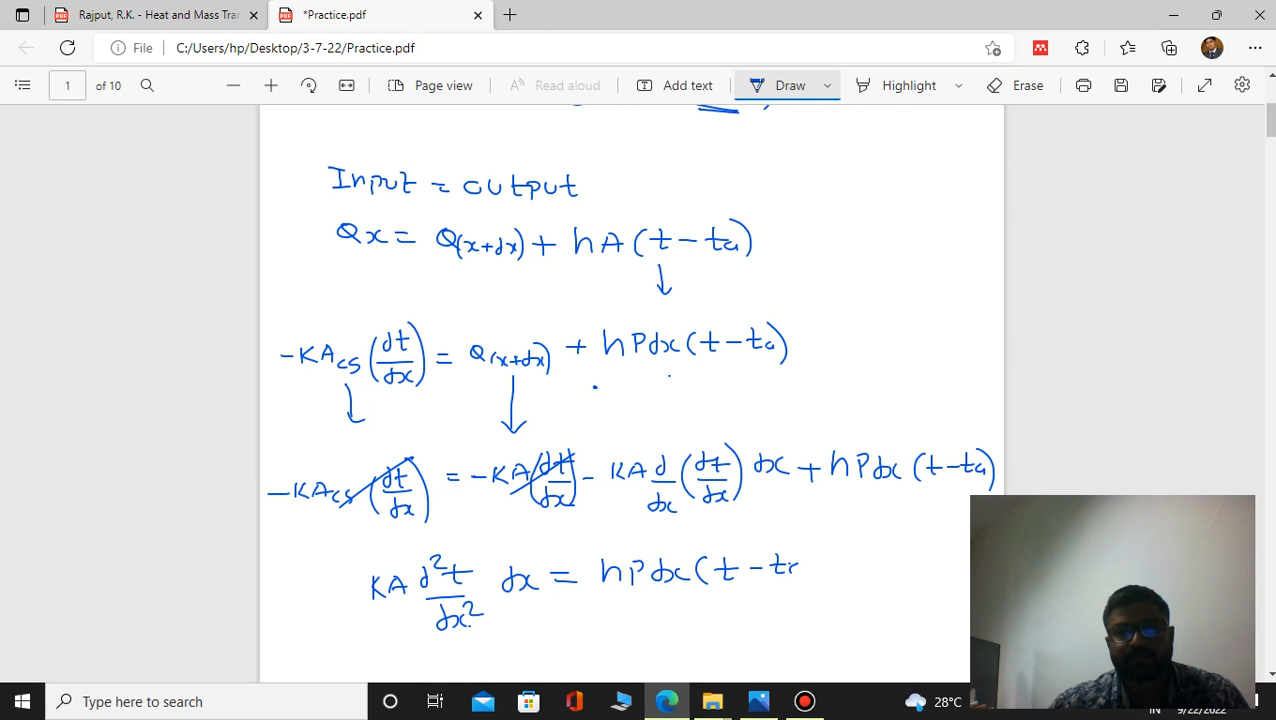 Rajput, R.K. - Heat and Mass Tra
*Practice.pdf
File
C:/Users/hp/Desktop/3-7-22/Practice.pdf
1 of 10
Page view
Read aloud
Add text
Draw
Highlight
Erase
Input = output
Qx = Q(x+dx) + hA(t - ta)
-KAcs(dt/dx) = Q(x+dx) + hPdx(t - ta)
-KAcs(dt/dx) = -KA(dt/dx) - KA d/dx (dt/dx) dx + hPdx (t-ta)
KA d²t/dx² dx = hPdx(t - tr
Type here to search
28°C
IN
9/22/2022